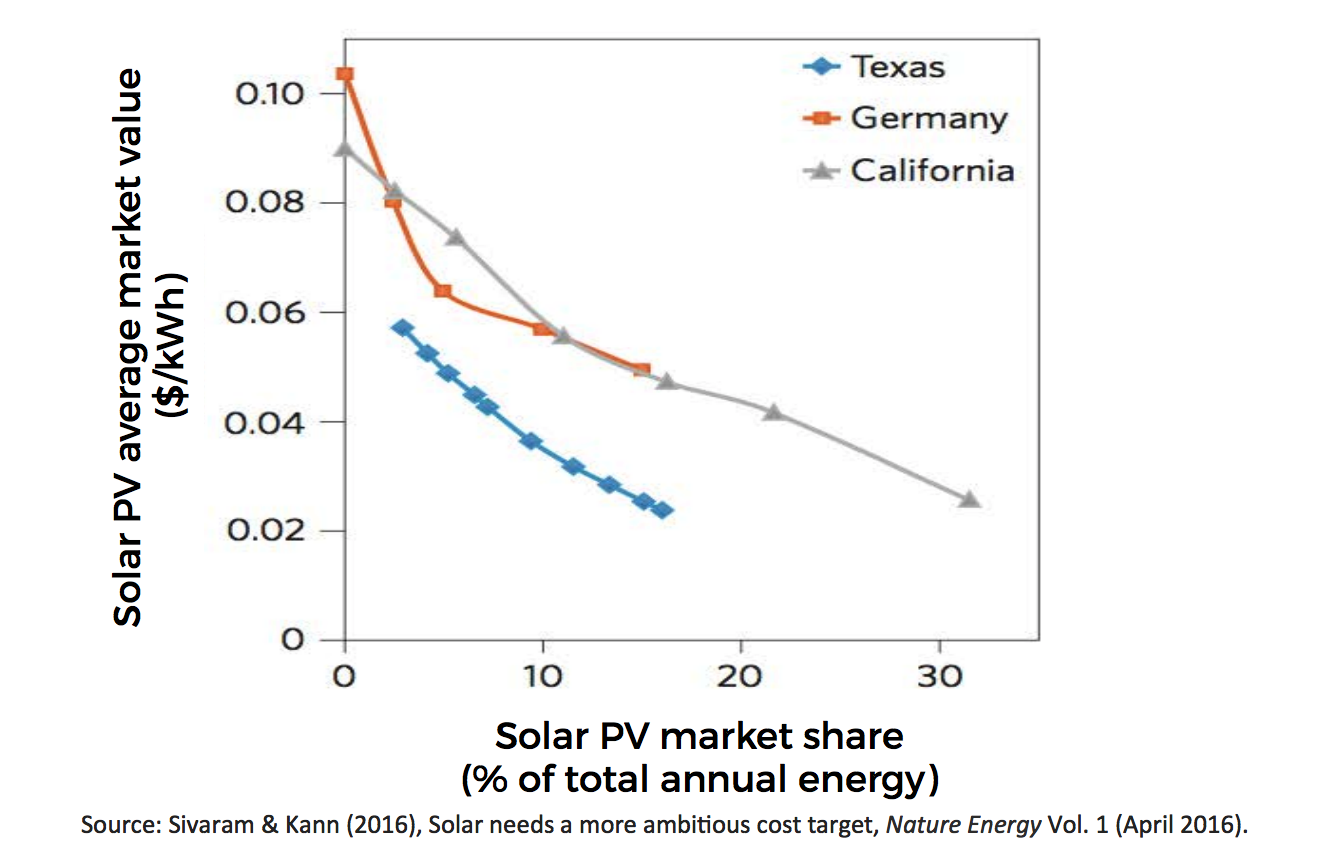 Solar PV average market value
($/kWh)
0.10
0.08
0.06
0.04
0.02
0
Texas
Germany
California
0 10 20 30
Solar PV market share
(% of total annual energy)
Source: Sivaram & Kann (2016), Solar needs a more ambitious cost target, Nature Energy Vol. 1 (April 2016).